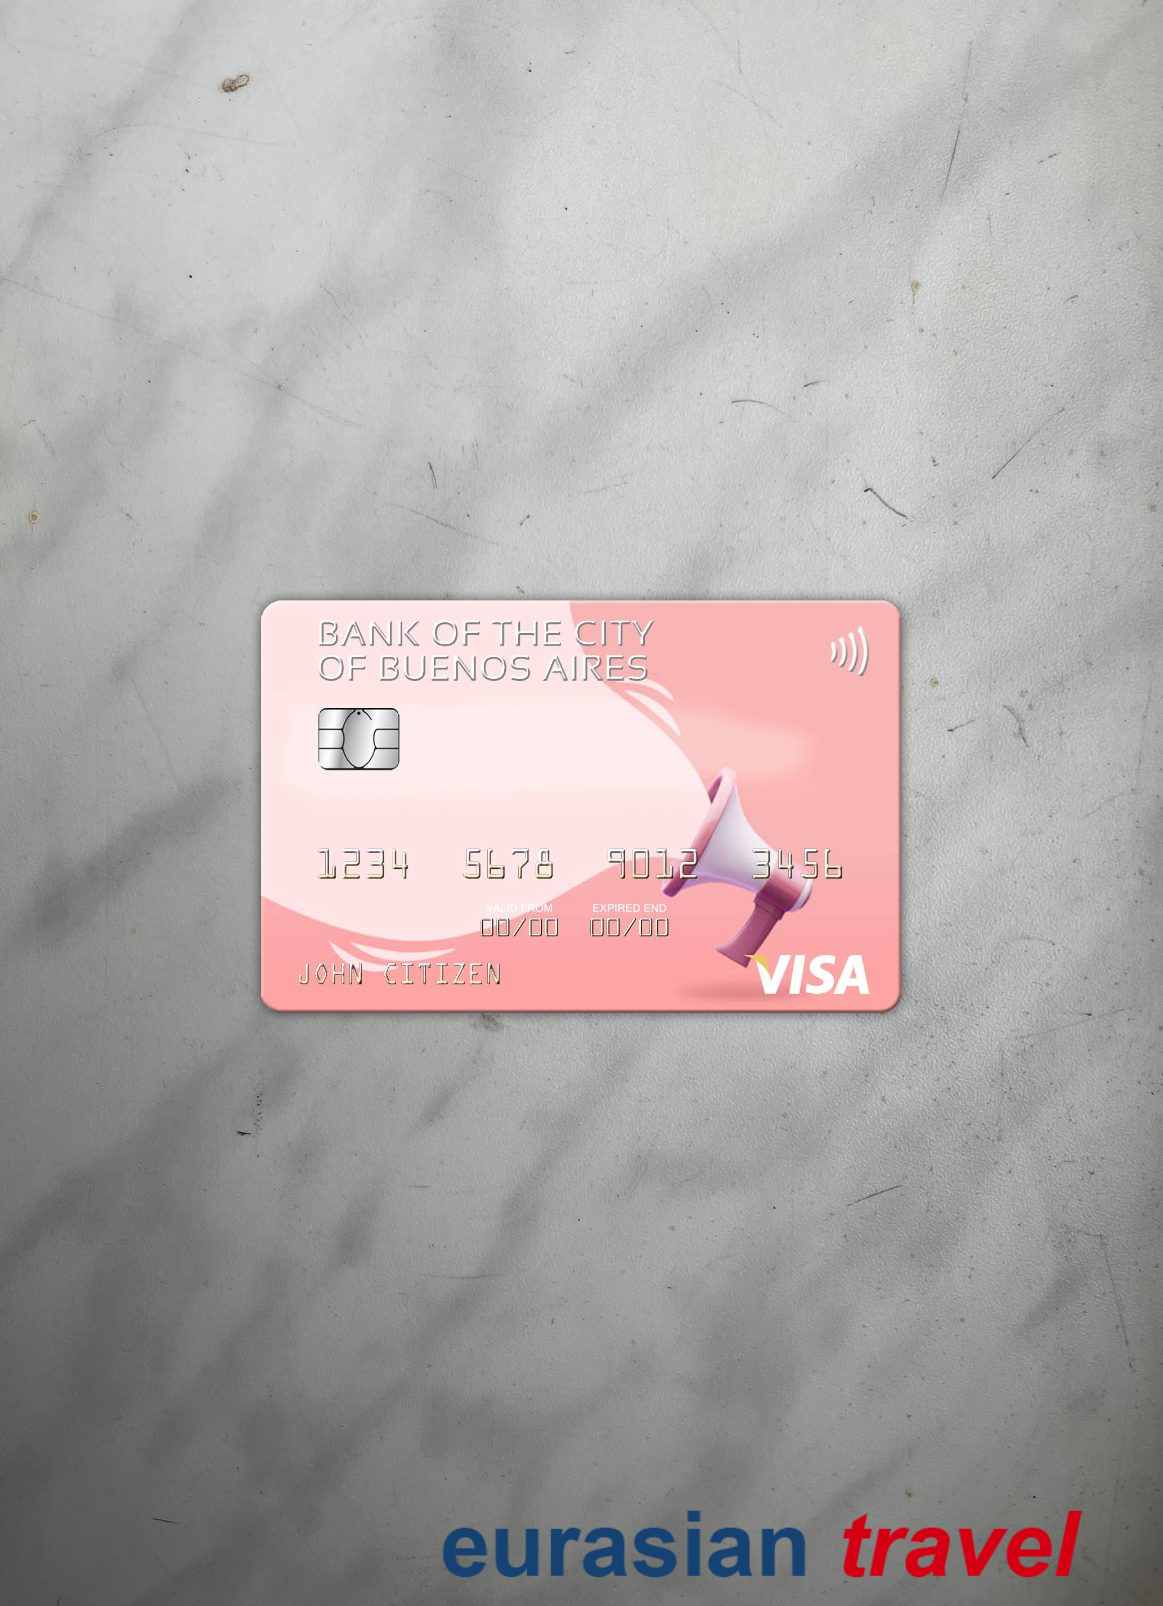 BANK OF THE CITY
OF BUENOS AIRES
1234 5678 9012 3456
VALID FROM EXPIRED END
00/00 00/00
JOHN CITIZEN
VISA
eurasian travel